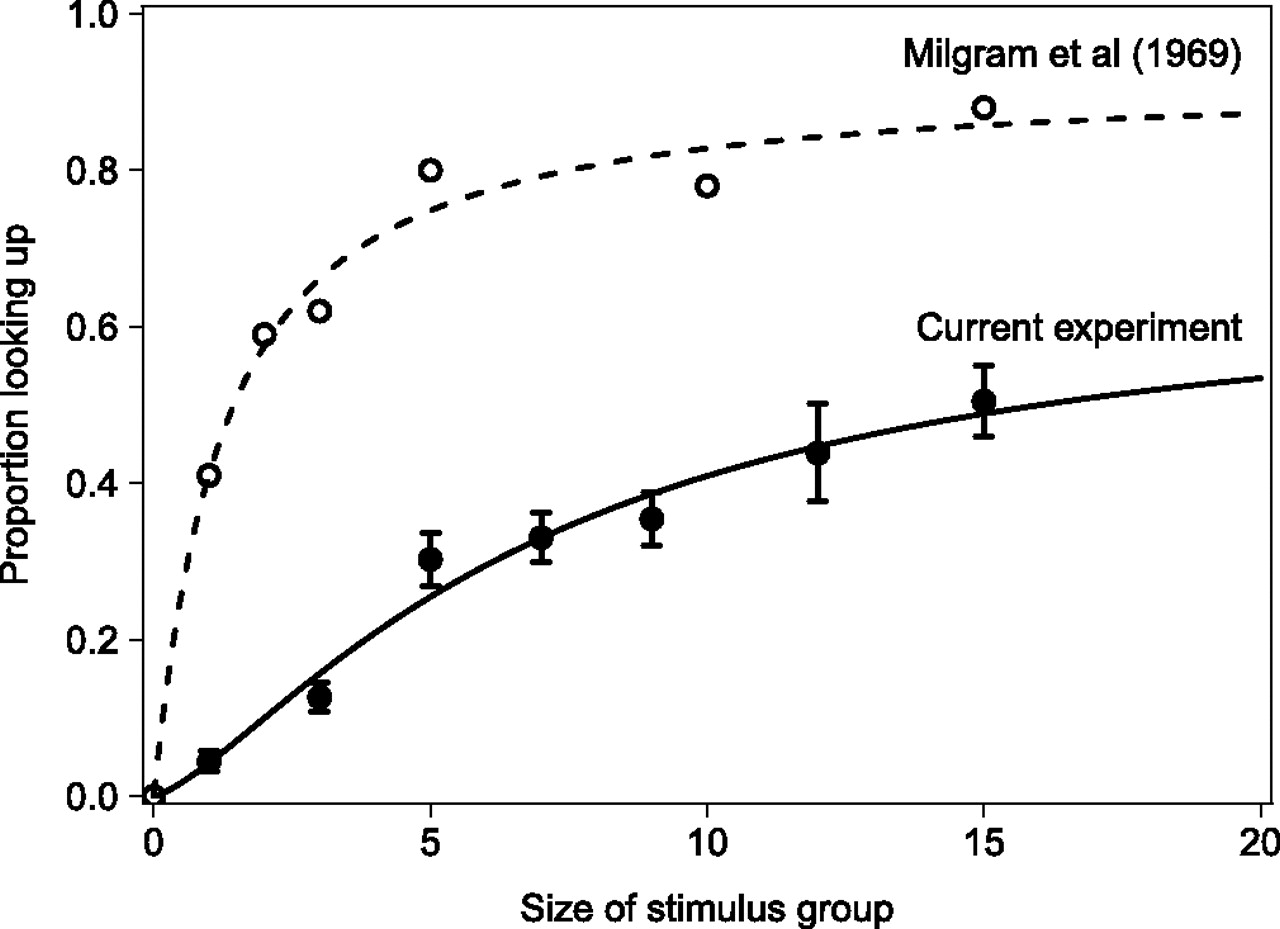 1.0
Milgram et al (1969)
0.8
Proportion looking up
0.6
Current experiment
0.4
0.2
0.0
0 5 10 15 20
Size of stimulus group